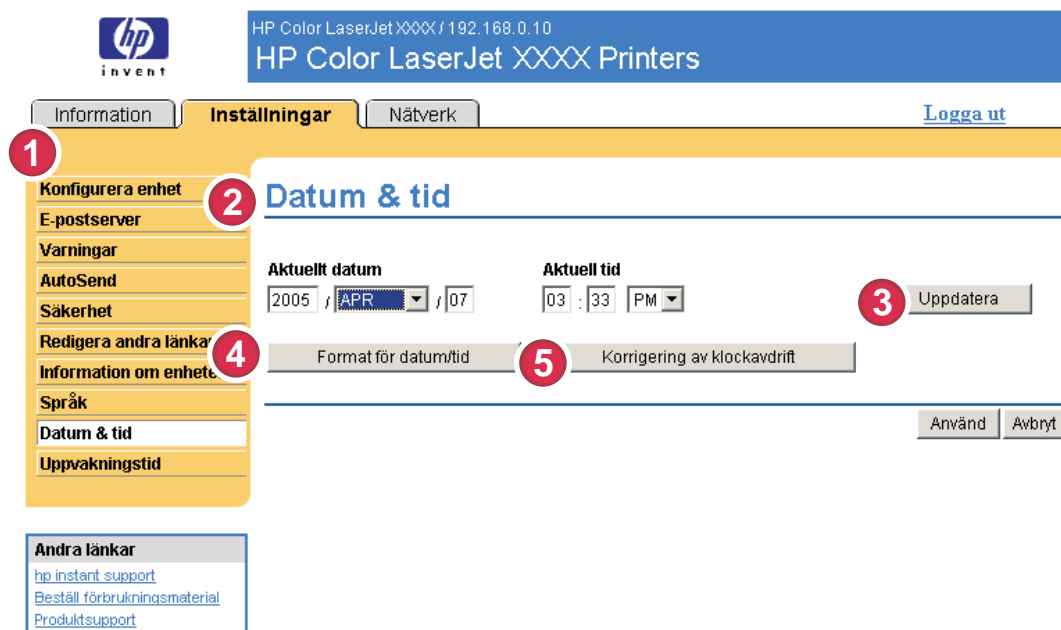 hp
invent
HP Color LaserJet XXXX / 192.168.0.10
HP Color LaserJet XXXX Printers
Information
Inställningar
Nätverk
Logga ut
1
Konfigurera enhet
E-postserver
Varningar
AutoSend
Säkerhet
Redigera andra länkar
Information om enheten
Språk
Datum & tid
Uppvakningstid
Andra länkar
hp instant support
Beställ förbrukningsmaterial
Produktsupport
2
Datum & tid
Aktuellt datum
Aktuell tid
2005 / APR / 07
03 : 33 PM
3
Uppdatera
4
Format för datum/tid
5
Korrigering av klockavdrift
Använd
Avbryt